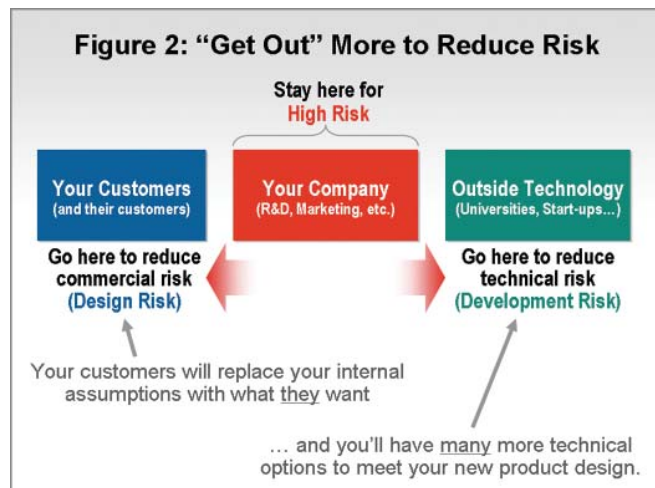 Figure 2: “Get Out” More to Reduce Risk
Stay here for
High Risk
Your Customers
(and their customers)
Your Company
(R&D, Marketing, etc.)
Outside Technology
(Universities, Start-ups…)
Go here to reduce
commercial risk
(Design Risk)
Go here to reduce
technical risk
(Development Risk)
Your customers will replace your internal
assumptions with what they want
… and you’ll have many more technical
options to meet your new product design.